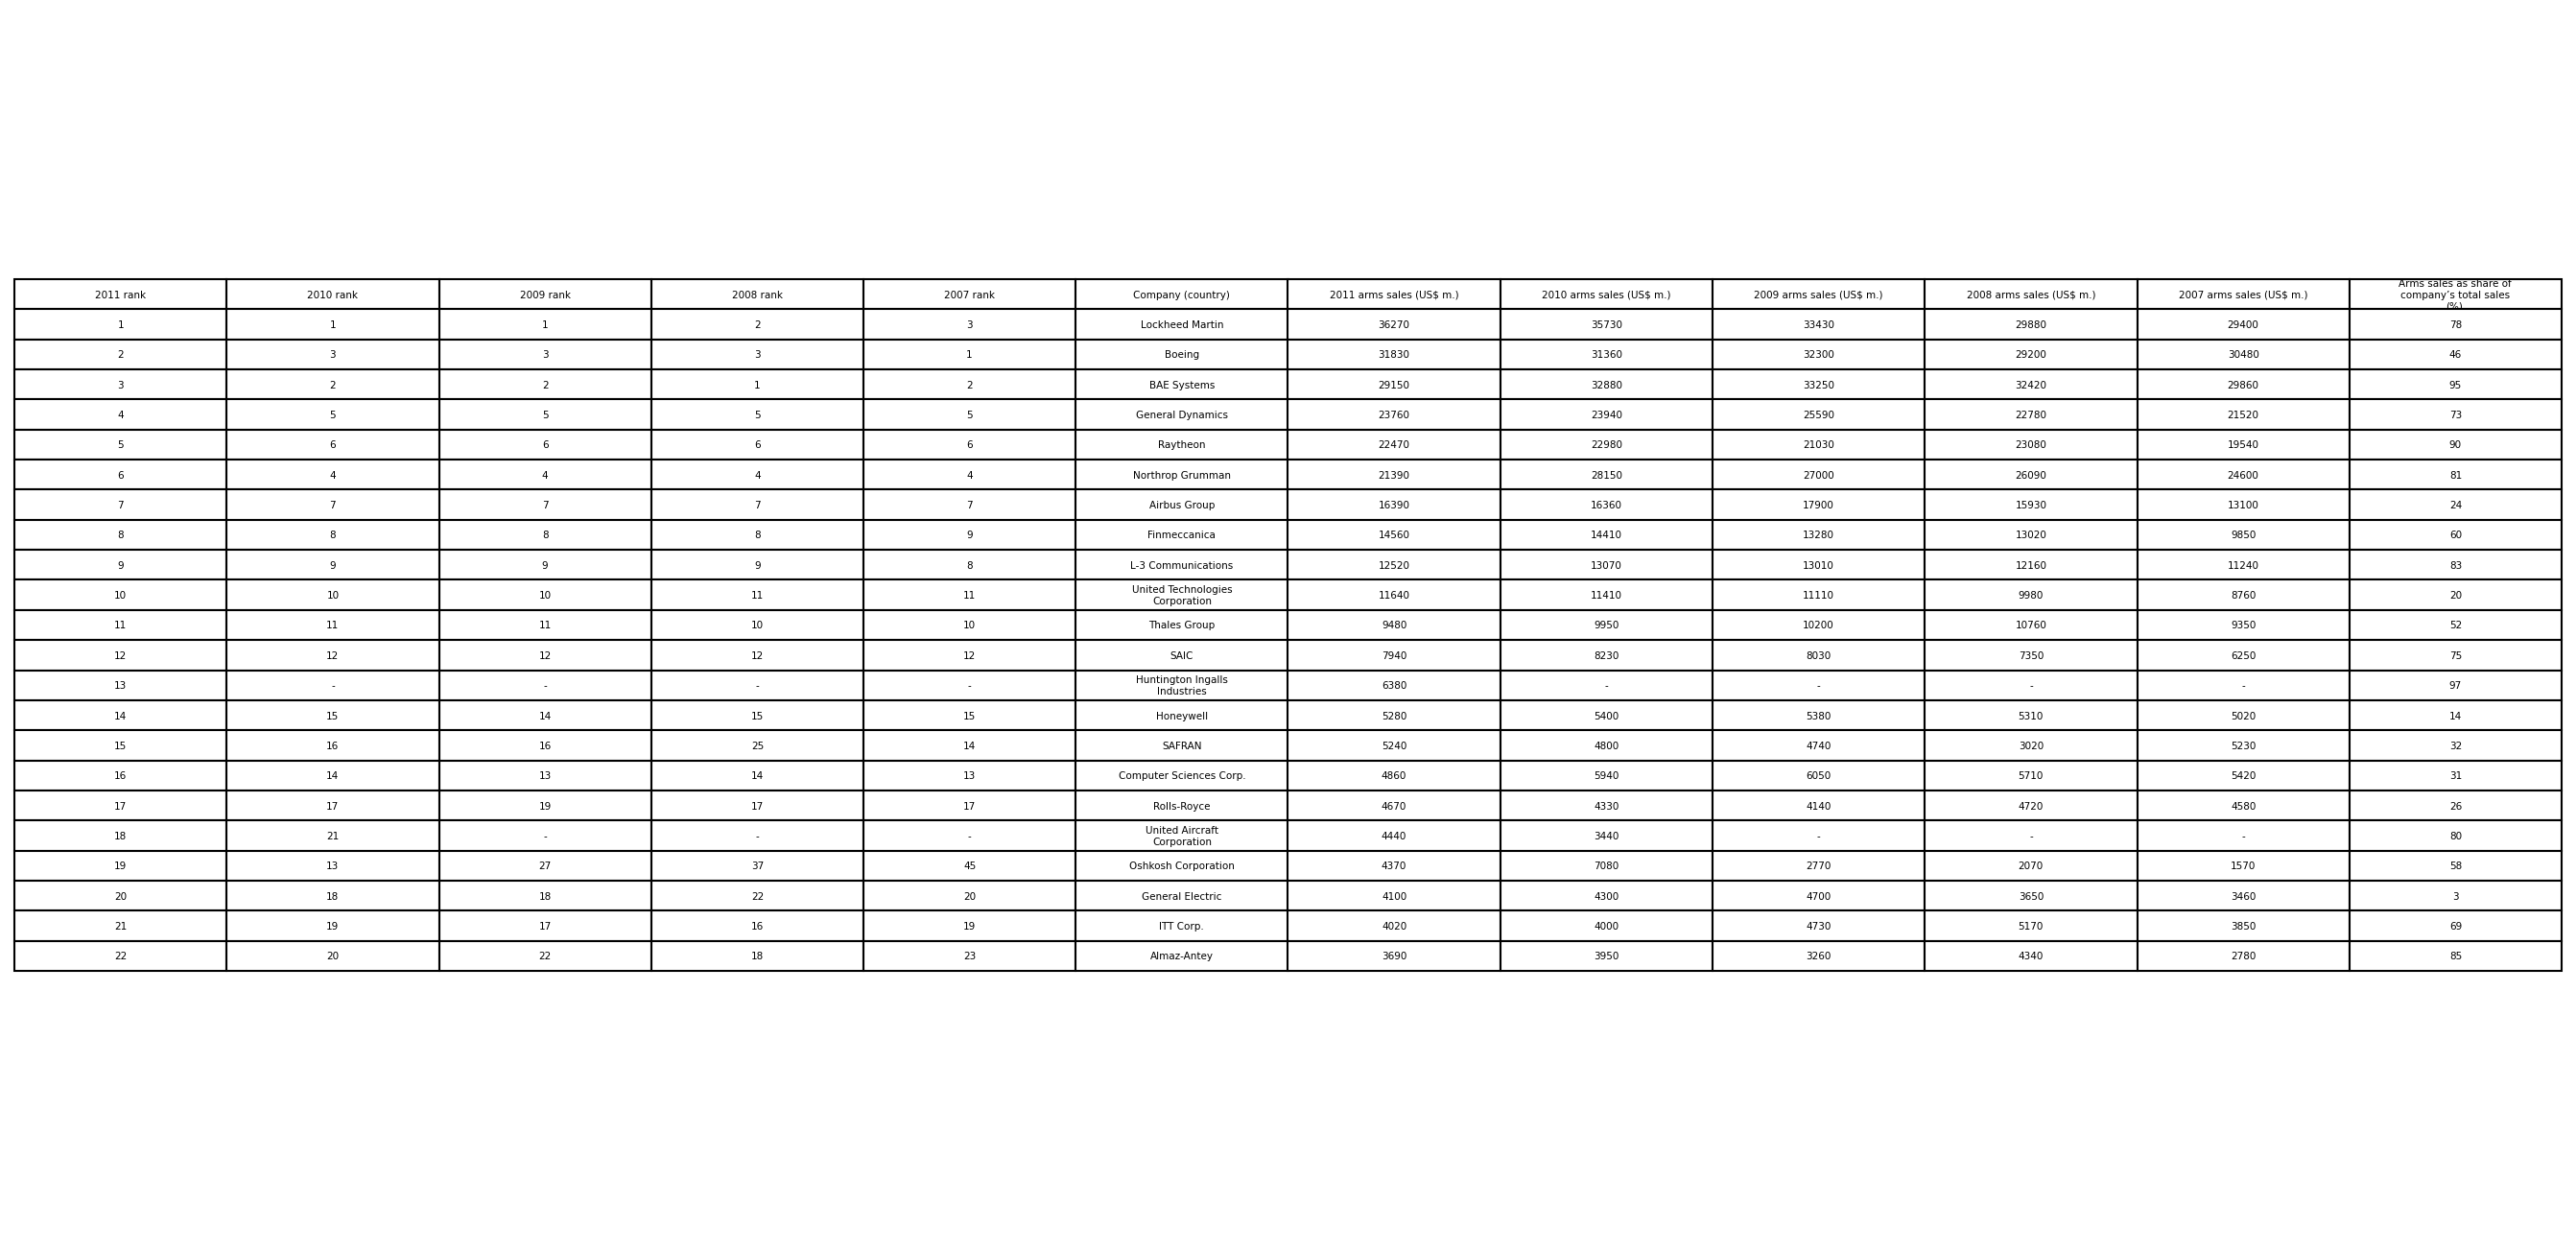 2011 rank 2010 rank 2009 rank 2008 rank 2007 rank Company (country) 2011 arms sales (US$ m.) 2010 arms sales (US$ m.) 2009 arms sales (US$ m.) 2008 arms sales (US$ m.) 2007 arms sales (US$ m.) Arms sales as share of
company’s total sales
(%)
1 1 1 2 3 Lockheed Martin 36270 35730 33430 29880 29400 78
2 3 3 3 1 Boeing 31830 31360 32300 29200 30480 46
3 2 2 1 2 BAE Systems 29150 32880 33250 32420 29860 95
4 5 5 5 5 General Dynamics 23760 23940 25590 22780 21520 73
5 6 6 6 6 Raytheon 22470 22980 21030 23080 19540 90
6 4 4 4 4 Northrop Grumman 21390 28150 27000 26090 24600 81
7 7 7 7 7 Airbus Group 16390 16360 17900 15930 13100 24
8 8 8 8 9 Finmeccanica 14560 14410 13280 13020 9850 60
9 9 9 9 8 L-3 Communications 12520 13070 13010 12160 11240 83
10 10 10 11 11 United Technologies
Corporation 11640 11410 11110 9980 8760 20
11 11 11 10 10 Thales Group 9480 9950 10200 10760 9350 52
12 12 12 12 12 SAIC 7940 8230 8030 7350 6250 75
13 - - - - Huntington Ingalls
Industries 6380 - - - - 97
14 15 14 15 15 Honeywell 5280 5400 5380 5310 5020 14
15 16 16 25 14 SAFRAN 5240 4800 4740 3020 5230 32
16 14 13 14 13 Computer Sciences Corp. 4860 5940 6050 5710 5420 31
17 17 19 17 17 Rolls-Royce 4670 4330 4140 4720 4580 26
18 21 - - - United Aircraft
Corporation 4440 3440 - - - 80
19 13 27 37 45 Oshkosh Corporation 4370 7080 2770 2070 1570 58
20 18 18 22 20 General Electric 4100 4300 4700 3650 3460 3
21 19 17 16 19 ITT Corp. 4020 4000 4730 5170 3850 69
22 20 22 18 23 Almaz-Antey 3690 3950 3260 4340 2780 85